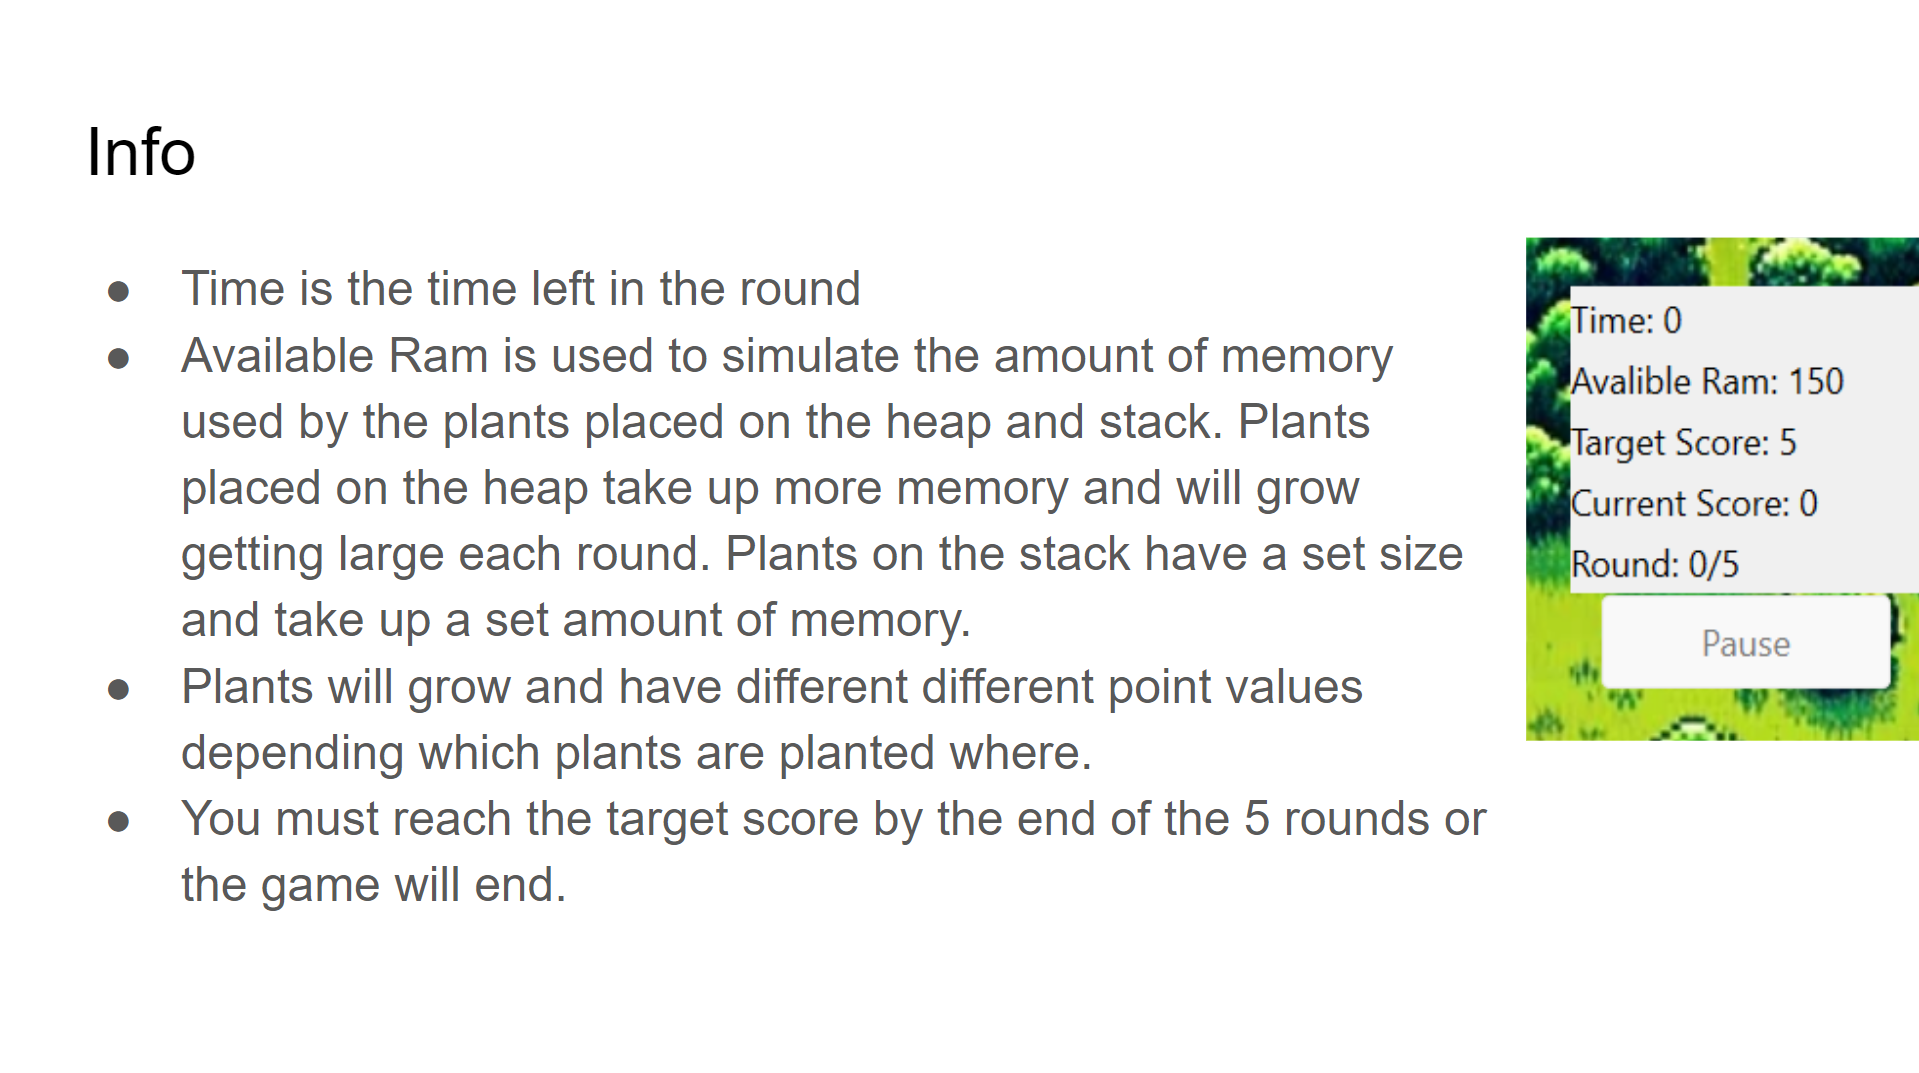 Info
● Time is the time left in the round
● Available Ram is used to simulate the amount of memory
used by the plants placed on the heap and stack. Plants
placed on the heap take up more memory and will grow
getting large each round. Plants on the stack have a set size
and take up a set amount of memory.
● Plants will grow and have different different point values
depending which plants are planted where.
● You must reach the target score by the end of the 5 rounds or
the game will end.
Time: 0
Avalible Ram: 150
Target Score: 5
Current Score: 0
Round: 0/5
Pause